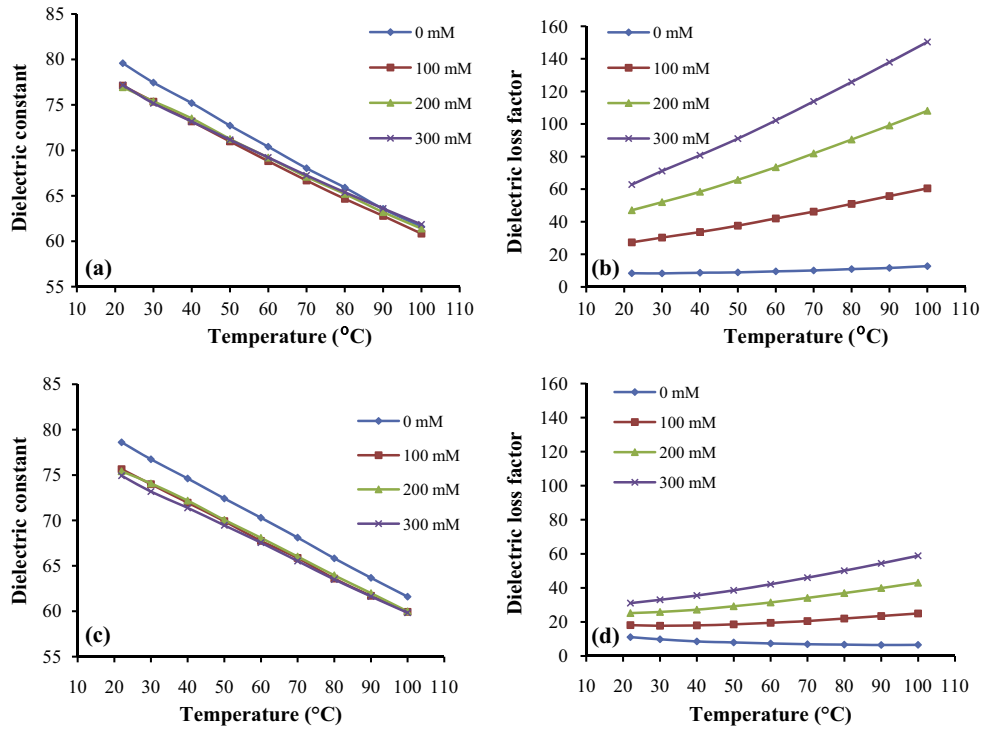 85
80
75
70
65
60
55
Dielectric constant
0 mM
100 mM
200 mM
300 mM
(a)
10 20 30 40 50 60 70 80 90 100 110
Temperature (°C)
160
140
120
100
80
60
40
20
0
Dielectric loss factor
0 mM
100 mM
200 mM
300 mM
(b)
10 20 30 40 50 60 70 80 90 100 110
Temperature (°C)
85
80
75
70
65
60
55
Dielectric constant
0 mM
100 mM
200 mM
300 mM
(c)
10 20 30 40 50 60 70 80 90 100 110
Temperature (°C)
160
140
120
100
80
60
40
20
0
Dielectric loss factor
0 mM
100 mM
200 mM
300 mM
(d)
10 20 30 40 50 60 70 80 90 100 110
Temperature (°C)